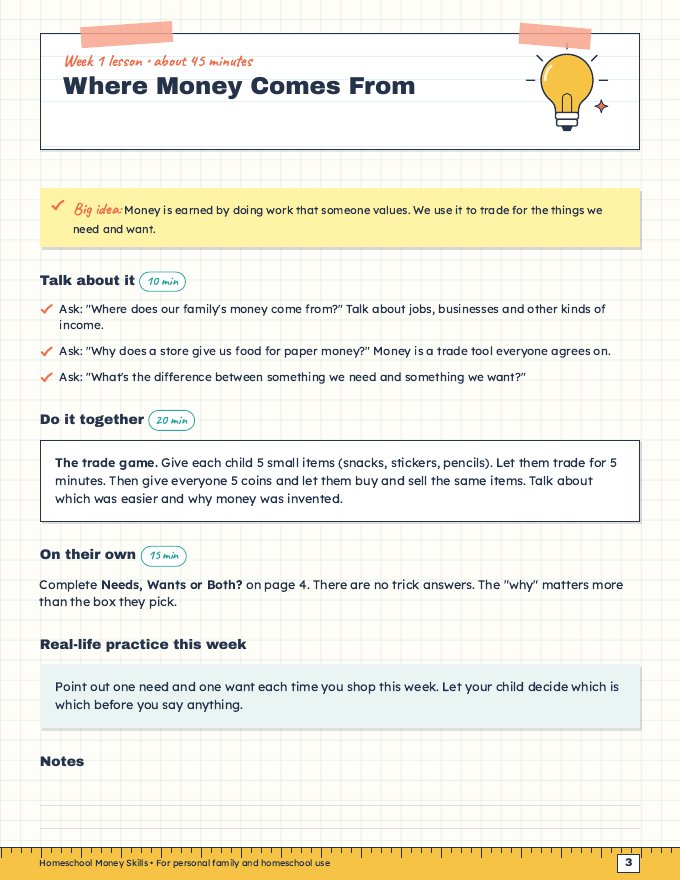 Week 1 lesson • about 45 minutes
Where Money Comes From
Big idea: Money is earned by doing work that someone values. We use it to trade for the things we
need and want.
Talk about it 10 min
Ask: "Where does our family's money come from?" Talk about jobs, businesses and other kinds of
income.
Ask: "Why does a store give us food for paper money?" Money is a trade tool everyone agrees on.
Ask: "What's the difference between something we need and something we want?"
Do it together 20 min
The trade game. Give each child 5 small items (snacks, stickers, pencils). Let them trade for 5
minutes. Then give everyone 5 coins and let them buy and sell the same items. Talk about
which was easier and why money was invented.
On their own 15 min
Complete Needs, Wants or Both? on page 4. There are no trick answers. The "why" matters more
than the box they pick.
Real-life practice this week
Point out one need and one want each time you shop this week. Let your child decide which is
which before you say anything.
Notes
Homeschool Money Skills • For personal family and homeschool use
3